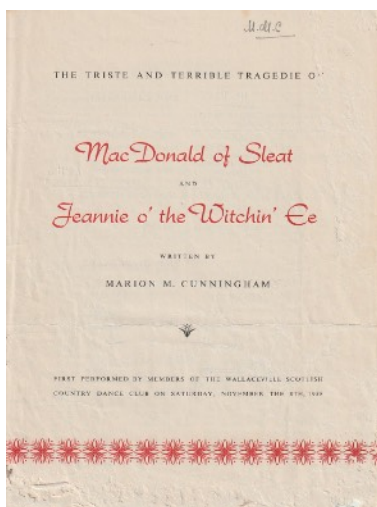 M.M.C
THE TRISTE AND TERRIBLE TRAGEDIE O'
MacDonald of Sleat
AND
Jeannie o' the Witchin' Ee
WRITTEN BY
MARION M. CUNNINGHAM
FIRST PERFORMED BY MEMBERS OF THE WALLACEVILLE SCOTTISH
COUNTRY DANCE CLUB ON SATURDAY, NOVEMBER THE 8TH,